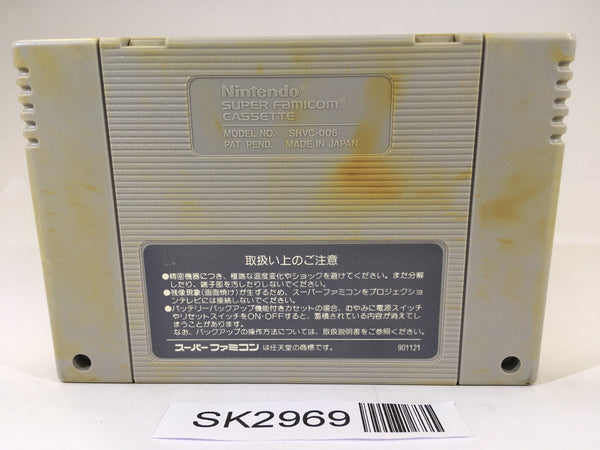 Nintendo®
SUPER FAMICOM®
CASSETTE
MODEL NO. SHVC-006
PAT PEND. MADE IN JAPAN
取扱い上のご注意
●精密機器につき、極端な温度変化やショックを避けてください。また分解
したり、端子部を汚したりしないでください。
●残像現象(画面焼け)が生ずるため、スーパーファミコンをプロジェクション
テレビには接続しないでください。
●バッテリーバックアップ機能付きカセットの場合、むやみに電源スイッチ
やリセットスイッチをON-OFFすると、蓄積されている内容が消えてし
まうことがあります。
なお、バックアップの操作方法については、取扱説明書をご参照ください。
スーパーファミコン は任天堂の商標です。 901121
SK2969